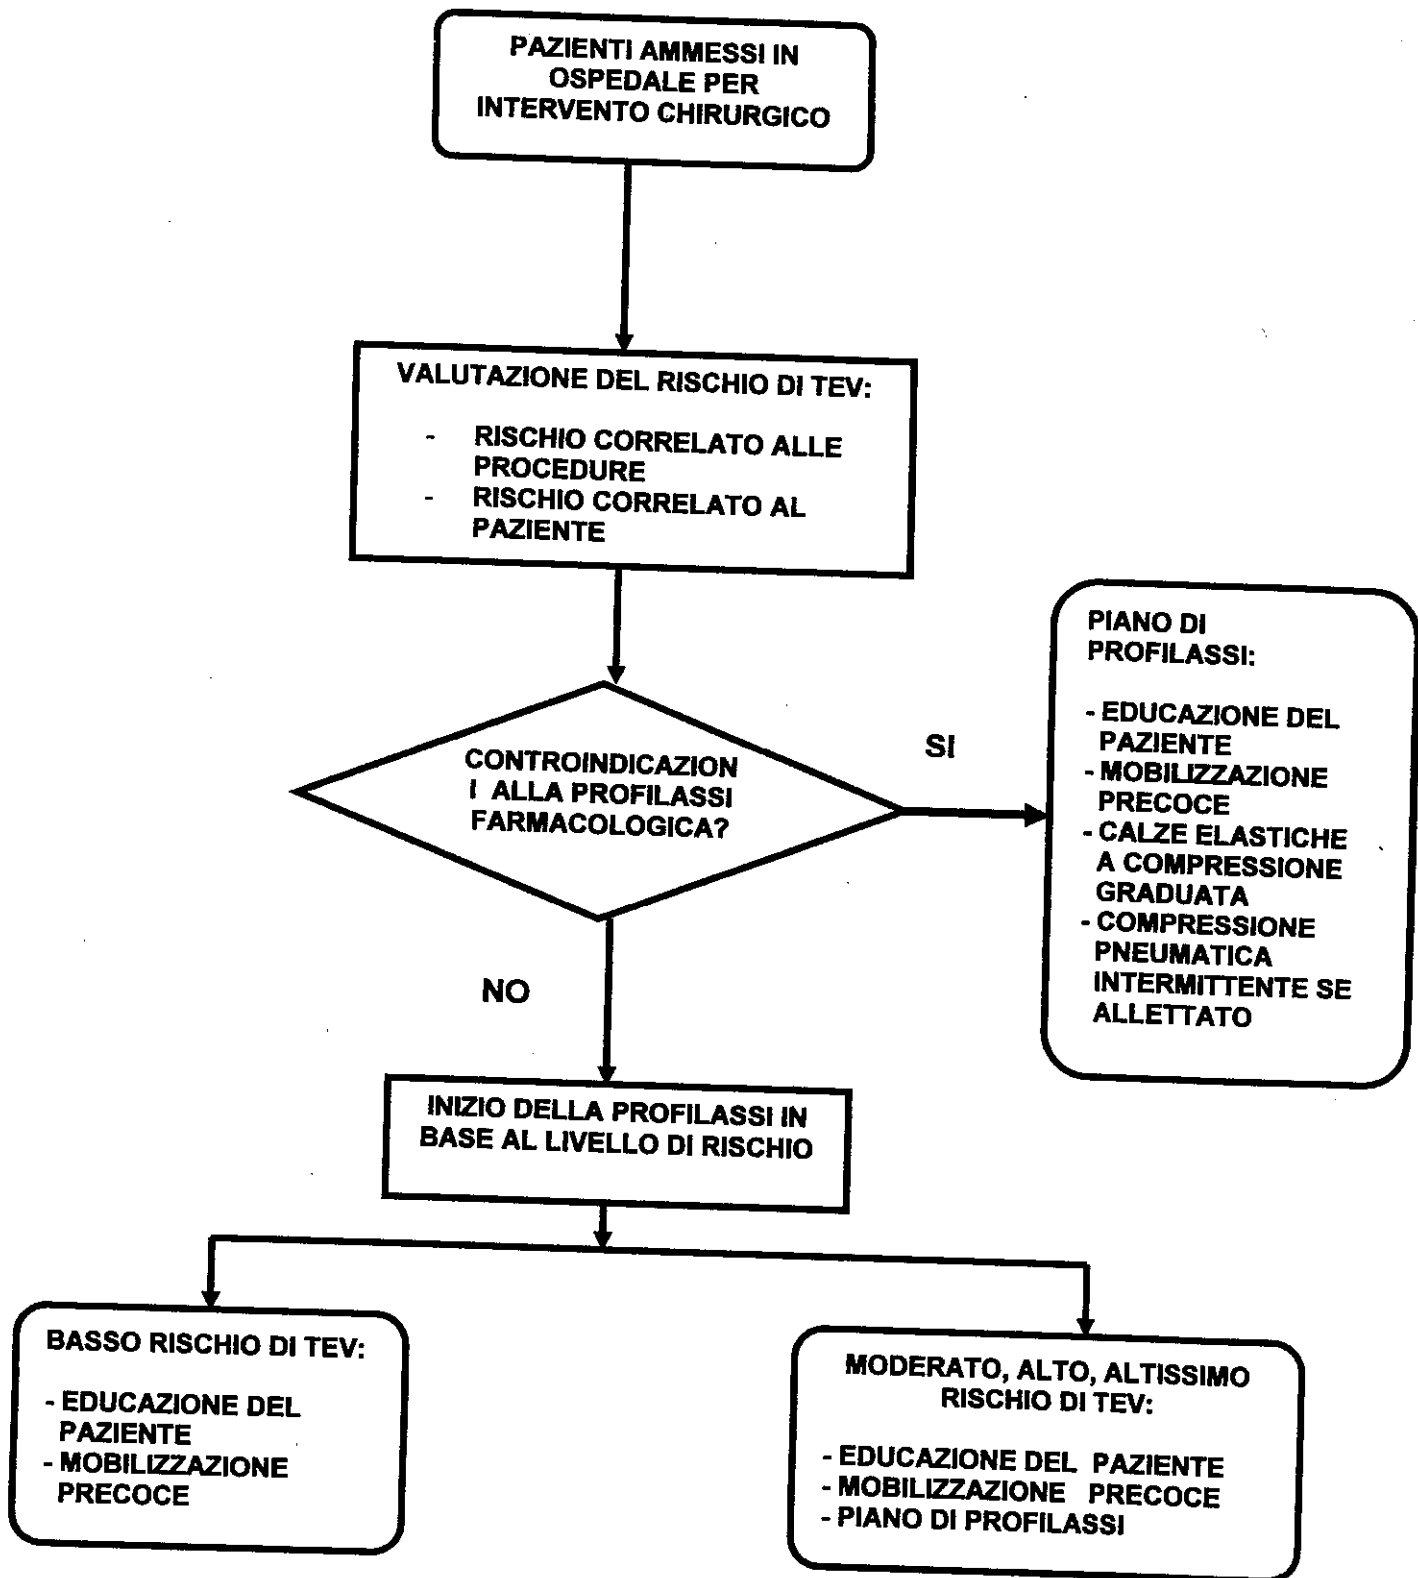 PAZIENTI AMMESSI IN
OSPEDALE PER
INTERVENTO CHIRURGICO
VALUTAZIONE DEL RISCHIO DI TEV:
- RISCHIO CORRELATO ALLE
PROCEDURE
- RISCHIO CORRELATO AL
PAZIENTE
CONTROINDICAZION
I ALLA PROFILASSI
FARMACOLOGICA?
SI
PIANO DI
PROFILASSI:
- EDUCAZIONE DEL
PAZIENTE
- MOBILIZZAZIONE
PRECOCE
- CALZE ELASTICHE
A COMPRESSIONE
GRADUATA
- COMPRESSIONE
PNEUMATICA
INTERMITTENTE SE
ALLETTATO
NO
INIZIO DELLA PROFILASSI IN
BASE AL LIVELLO DI RISCHIO
BASSO RISCHIO DI TEV:
- EDUCAZIONE DEL
PAZIENTE
- MOBILIZZAZIONE
PRECOCE
MODERATO, ALTO, ALTISSIMO
RISCHIO DI TEV:
- EDUCAZIONE DEL PAZIENTE
- MOBILIZZAZIONE PRECOCE
- PIANO DI PROFILASSI